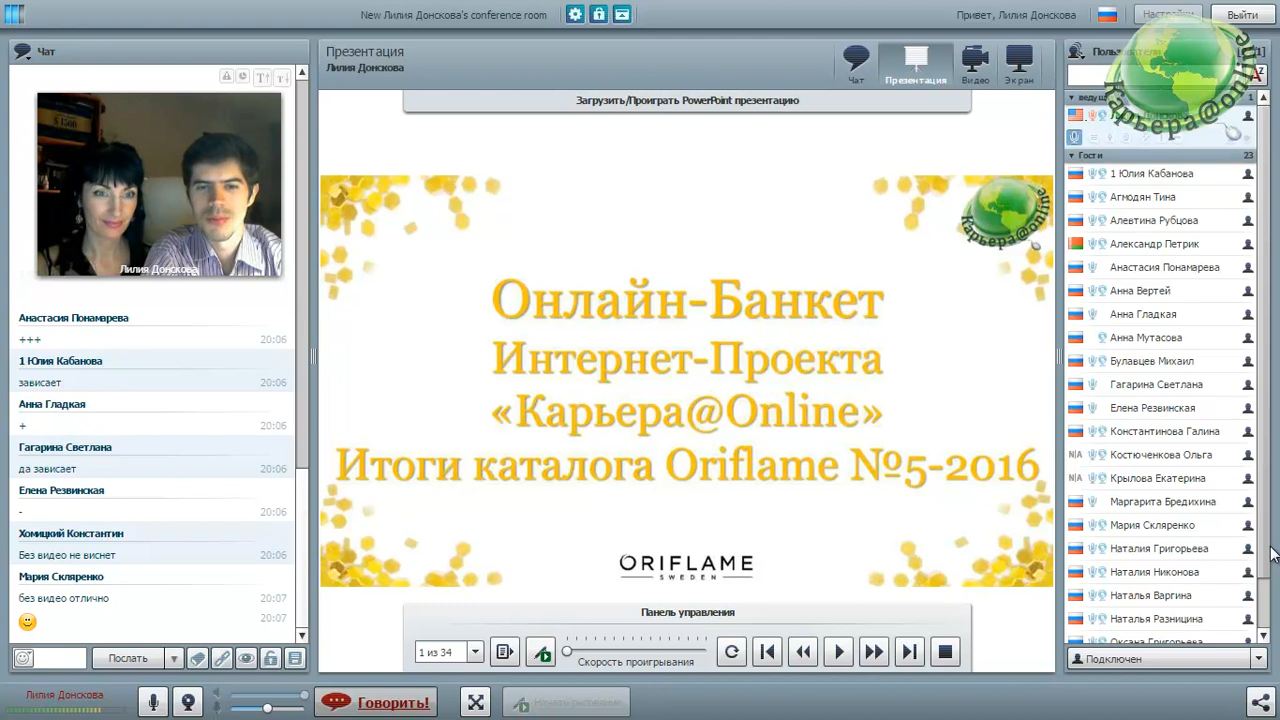 New Лилия Донскова's conference room
Привет, Лилия Донскова
Настройки
Выйти
Чат
Лилия Донскова
Анастасия Понамарева
+++
20:06
1 Юлия Кабанова
зависает
20:06
Анна Гладкая
+
20:06
Гагарина Светлана
да зависает
20:06
Елена Резвинская
-
20:06
Хомицкий Константин
Без видео не виснет
20:06
Мария Скляренко
без видео отлично
20:07
20:07
Послать
Презентация
Лилия Донскова
Чат
Презентация
Видео
Экран
Загрузить/Проиграть PowerPoint презентацию
Карьера@online
Онлайн-Банкет
Интернет-Проекта
«Карьера@Online»
Итоги каталога Oriflame №5-2016
ORIFLAME
SWEDEN
Панель управления
1 из 34
Скорость проигрывания
Карьера@online
Гости
23
1 Юлия Кабанова
Агмодян Тина
Алевтина Рубцова
Александр Петрик
Анастасия Понамарева
Анна Вертей
Анна Гладкая
Анна Мутасова
Булавцев Михаил
Гагарина Светлана
Елена Резвинская
Константинова Галина
N/A Костюченкова Ольга
N/A Крылова Екатерина
Маргарита Бредихина
Мария Скляренко
Наталия Григорьева
Наталия Никонова
Наталья Варгина
Наталья Разницина
Оксана Григорьева
Подключен
Лилия Донскова
Говорить!